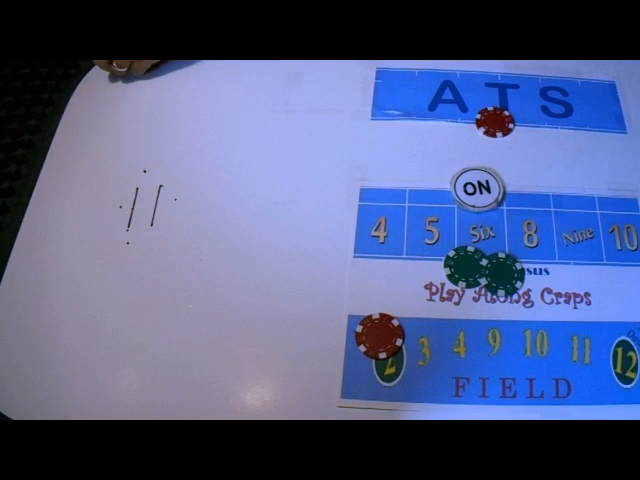 ATS
ON
4 5 Six 8 Nine 10
Play Along Craps
2 3 4 9 10 11 12
FIELD
11